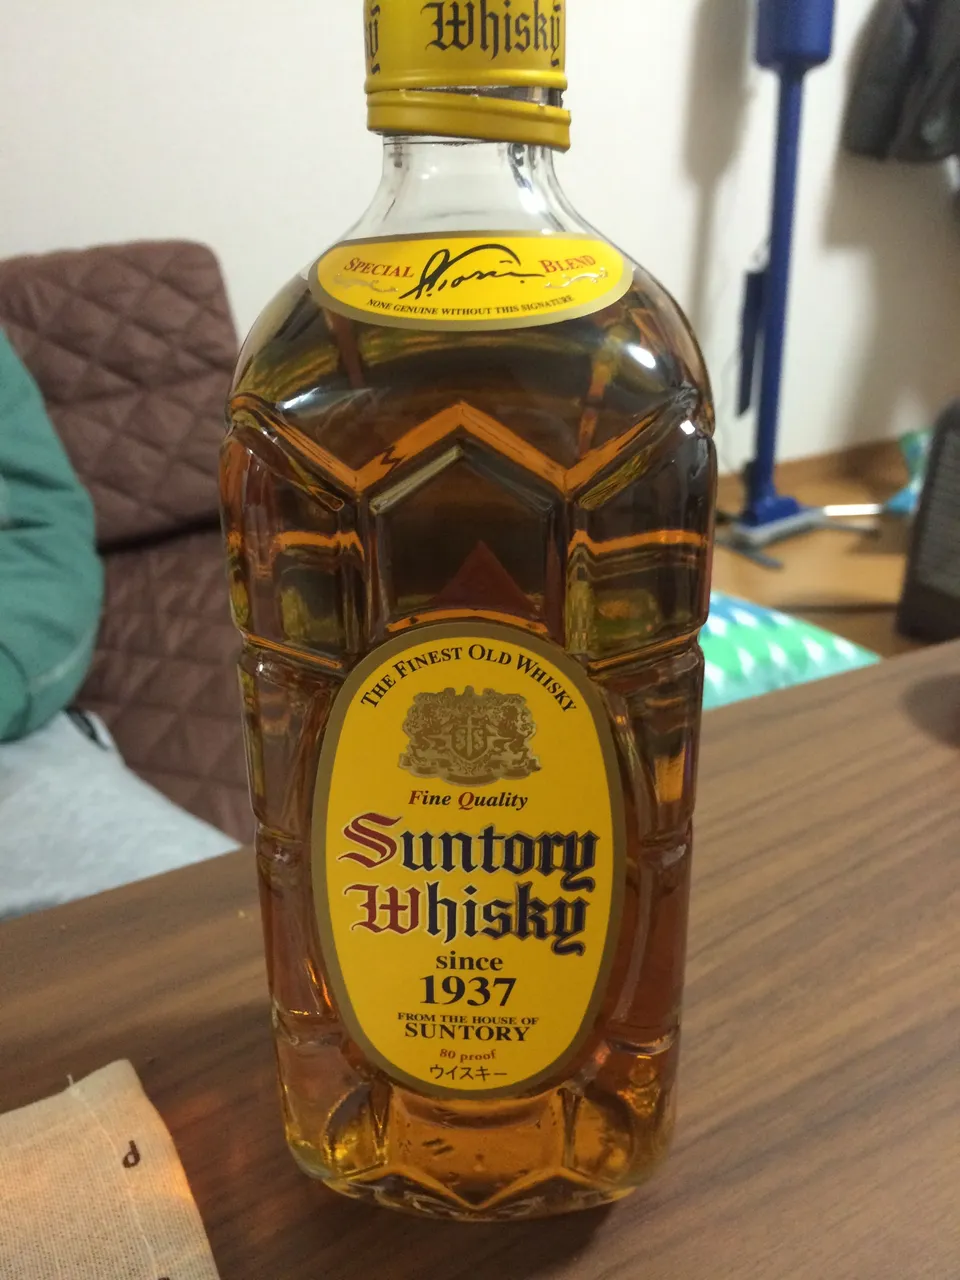 Whisky
SPECIAL BLEND
NONE GENUINE WITHOUT THIS SIGNATURE
THE FINEST OLD WHISKY
Fine Quality
Suntory
Whisky
since
1937
FROM THE HOUSE OF
SUNTORY
80 proof
ウイスキー
d